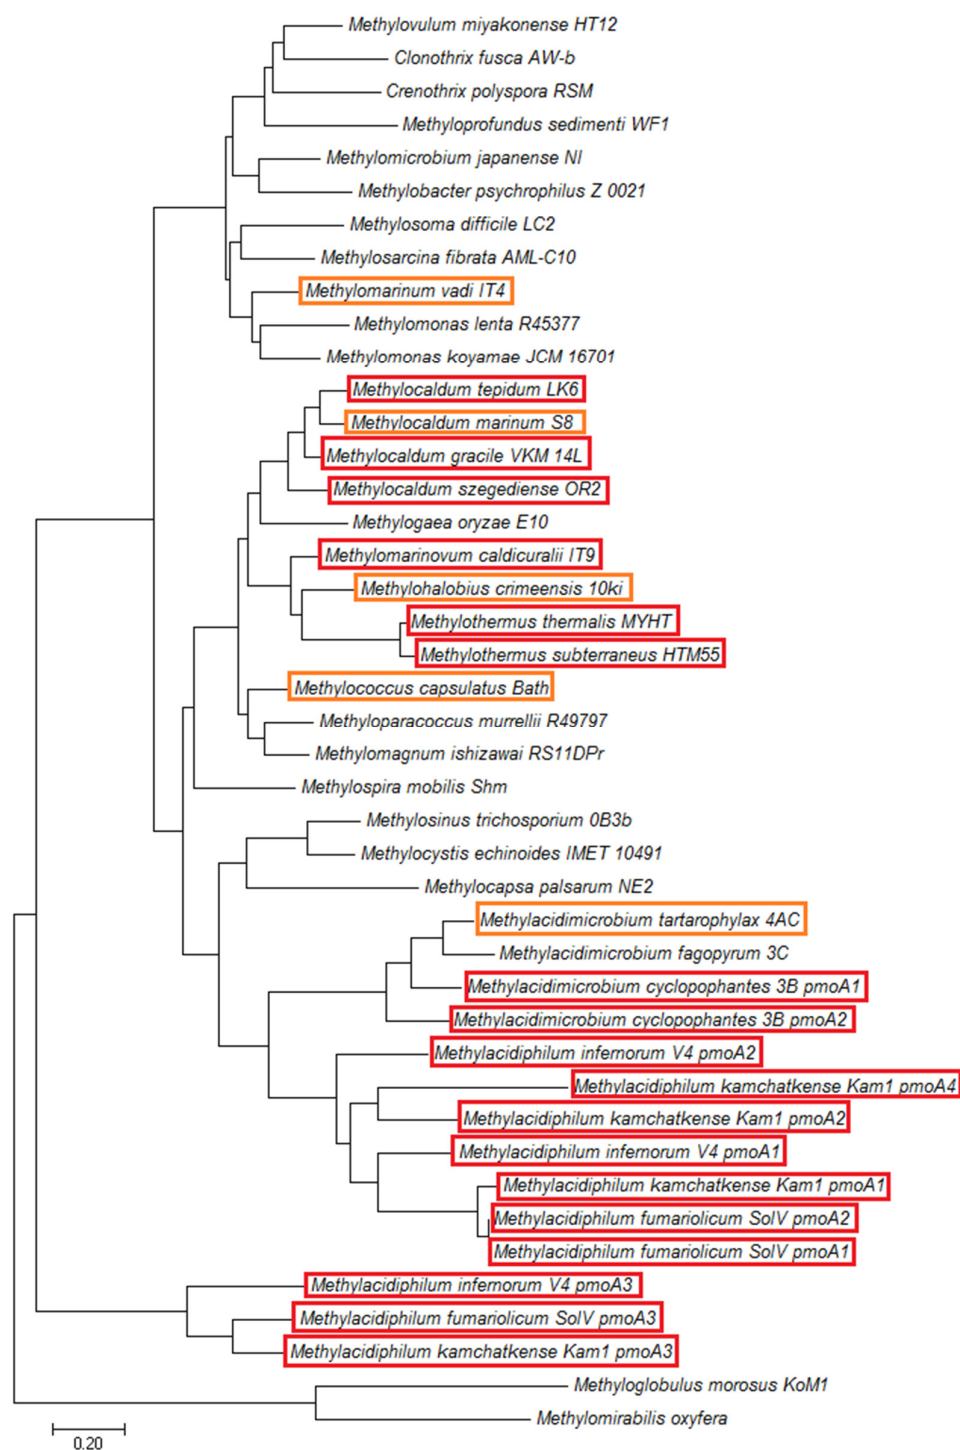 Methylovulum miyakonense HT12
Clonothrix fusca AW-b
Crenothrix polyspora RSM
Methyloprofundus sedimenti WF1
Methylomicrobium japanense NI
Methylobacter psychrophilus Z 0021
Methylosoma difficile LC2
Methylosarcina fibrata AML-C10
Methylomarinum vadi IT4
Methylomonas lenta R45377
Methylomonas koyamae JCM 16701
Methylocaldum tepidum LK6
Methylocaldum marinum S8
Methylocaldum gracile VKM 14L
Methylocaldum szegediense OR2
Methylogaea oryzae E10
Methylomarinovum caldicuralii IT9
Methylohalobius crimeensis 10ki
Methylothermus thermalis MYHT
Methylothermus subterraneus HTM55
Methylococcus capsulatus Bath
Methyloparacoccus murrellii R49797
Methylomagnum ishizawai RS11DPr
Methylospira mobilis Shm
Methylosinus trichosporium 0B3b
Methylocystis echinoides IMET 10491
Methylocapsa palsarum NE2
Methylacidimicrobium tartarophylax 4AC
Methylacidimicrobium fagopyrum 3C
Methylacidimicrobium cyclopophantes 3B pmoA1
Methylacidimicrobium cyclopophantes 3B pmoA2
Methylacidiphilum infernorum V4 pmoA2
Methylacidiphilum kamchatkense Kam1 pmoA4
Methylacidiphilum kamchatkense Kam1 pmoA2
Methylacidiphilum infernorum V4 pmoA1
Methylacidiphilum kamchatkense Kam1 pmoA1
Methylacidiphilum fumariolicum SolV pmoA2
Methylacidiphilum fumariolicum SolV pmoA1
Methylacidiphilum infernorum V4 pmoA3
Methylacidiphilum fumariolicum SolV pmoA3
Methylacidiphilum kamchatkense Kam1 pmoA3
Methyloglobulus morosus KoM1
Methylomirabilis oxyfera
0.20